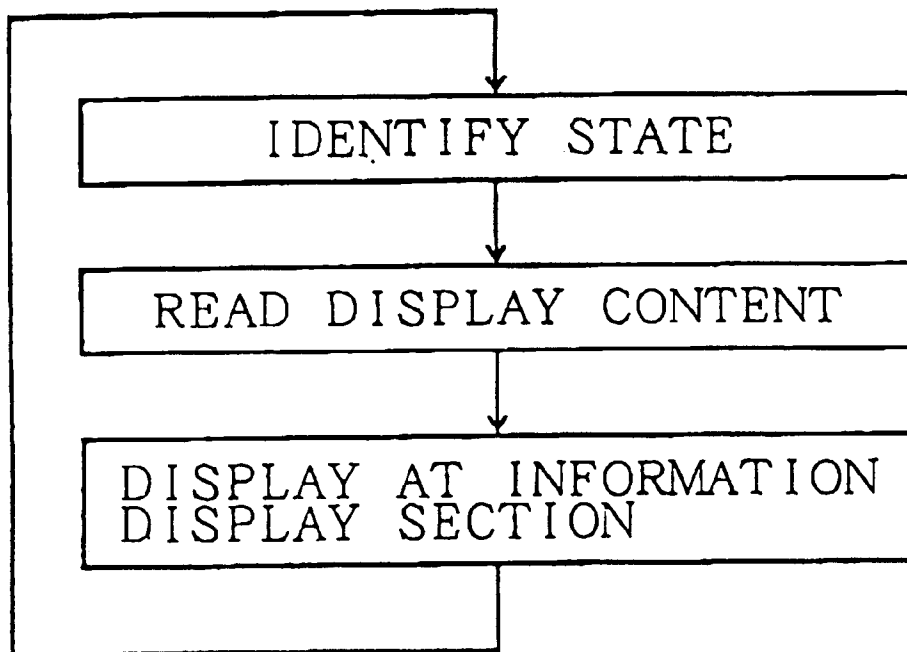 IDENTIFY STATE
READ DISPLAY CONTENT
DISPLAY AT INFORMATION
DISPLAY SECTION